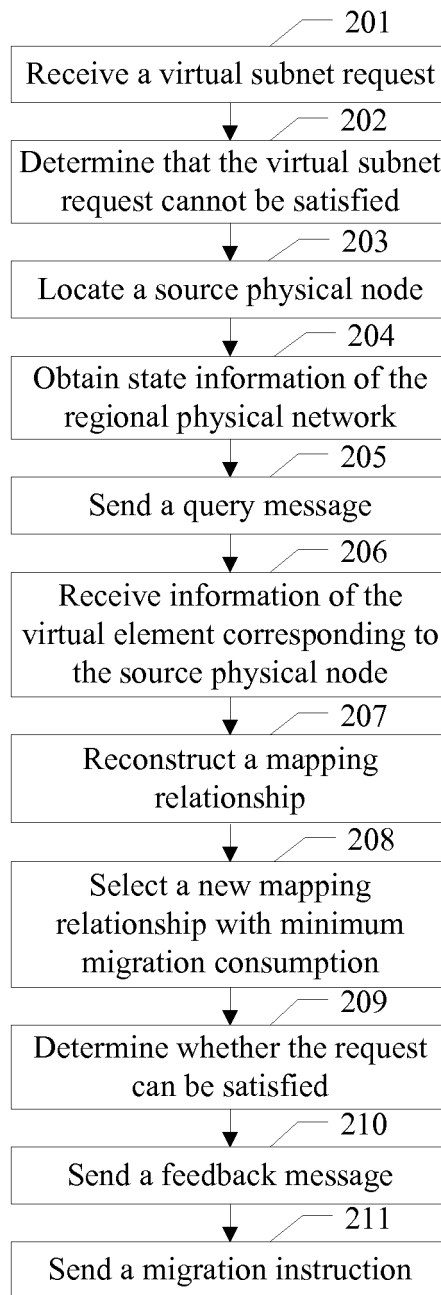 201
Receive a virtual subnet request
202
Determine that the virtual subnet
request cannot be satisfied
203
Locate a source physical node
204
Obtain state information of the
regional physical network
205
Send a query message
206
Receive information of the
virtual element corresponding to
the source physical node
207
Reconstruct a mapping
relationship
208
Select a new mapping
relationship with minimum
migration consumption
209
Determine whether the request
can be satisfied
210
Send a feedback message
211
Send a migration instruction